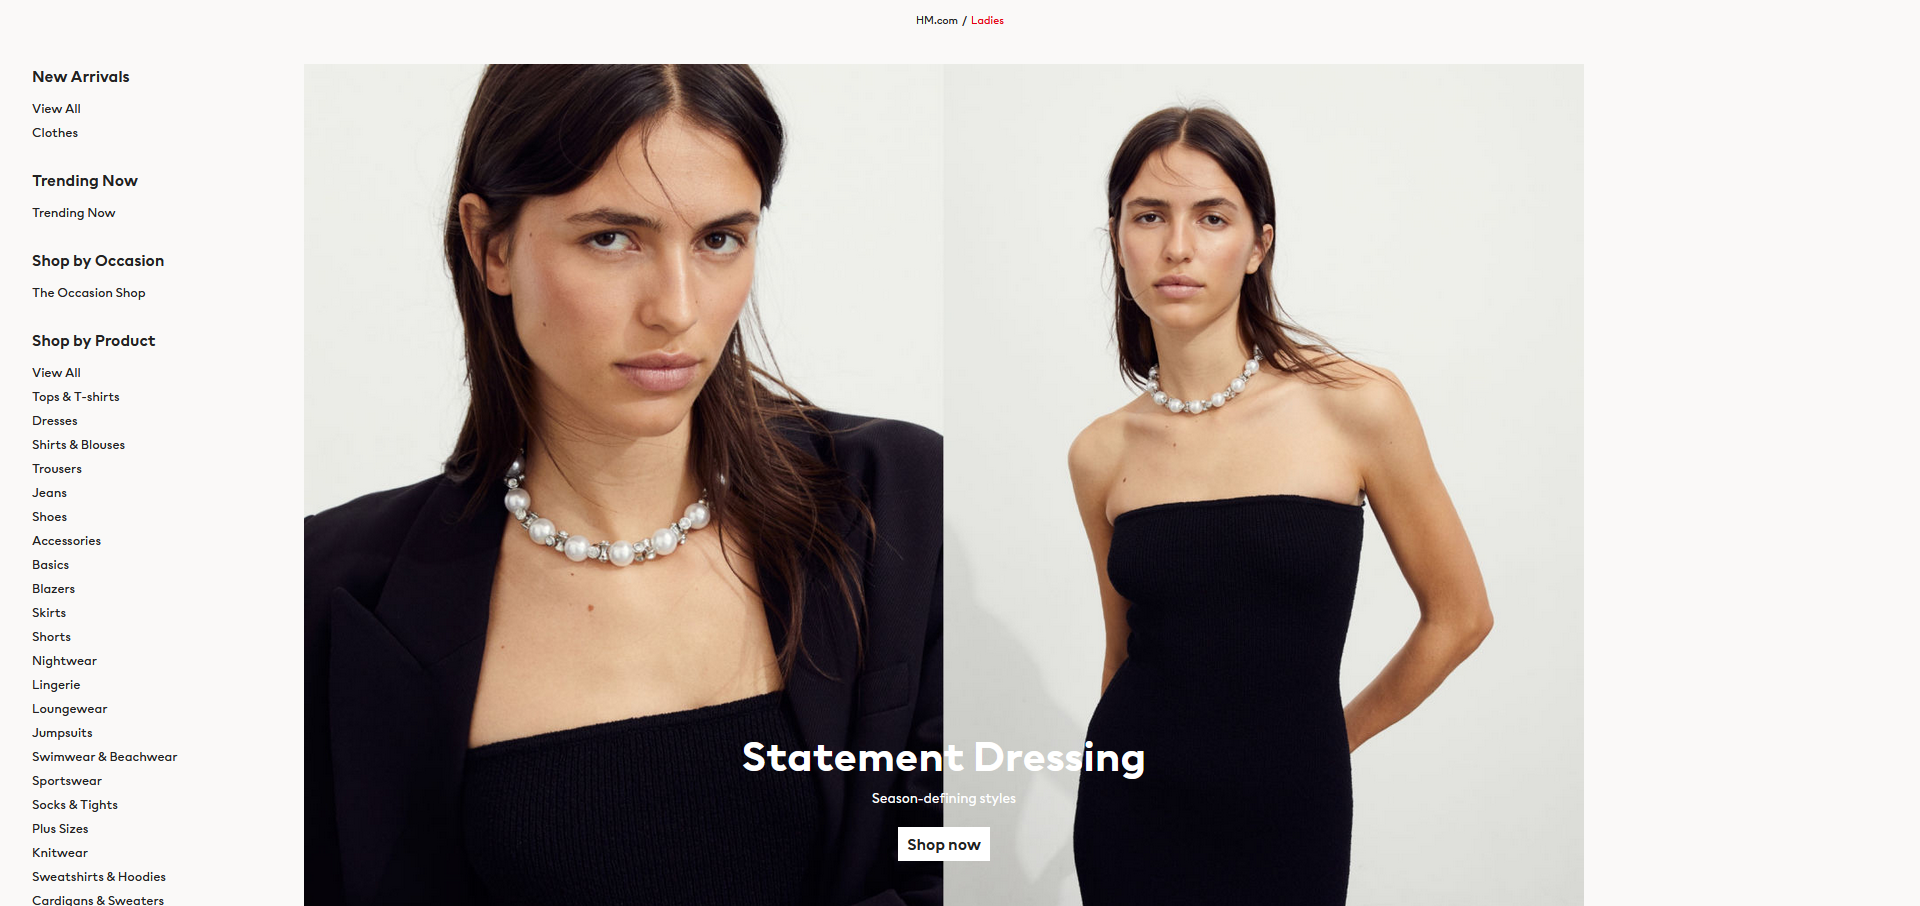 HM.com / Ladies
New Arrivals
View All
Clothes
Trending Now
Trending Now
Shop by Occasion
The Occasion Shop
Shop by Product
View All
Tops & T-shirts
Dresses
Shirts & Blouses
Trousers
Jeans
Shoes
Accessories
Basics
Blazers
Skirts
Shorts
Nightwear
Lingerie
Loungewear
Jumpsuits
Swimwear & Beachwear
Sportswear
Socks & Tights
Plus Sizes
Knitwear
Sweatshirts & Hoodies
Cardigans & Sweaters
Statement Dressing
Season-defining styles
Shop now